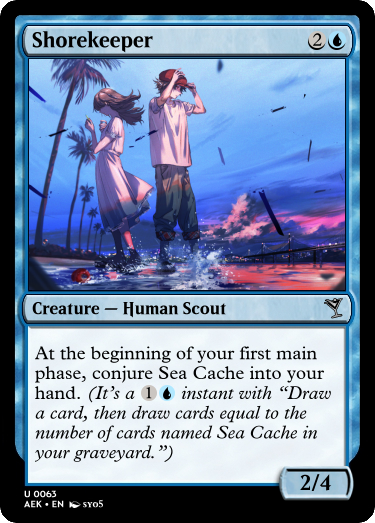 Shorekeeper 2
Creature — Human Scout
At the beginning of your first main
phase, conjure Sea Cache into your
hand. (It's a 1 instant with “Draw
a card, then draw cards equal to the
number of cards named Sea Cache in
your graveyard.”)
2/4
U 0063
AEK • EN syo5